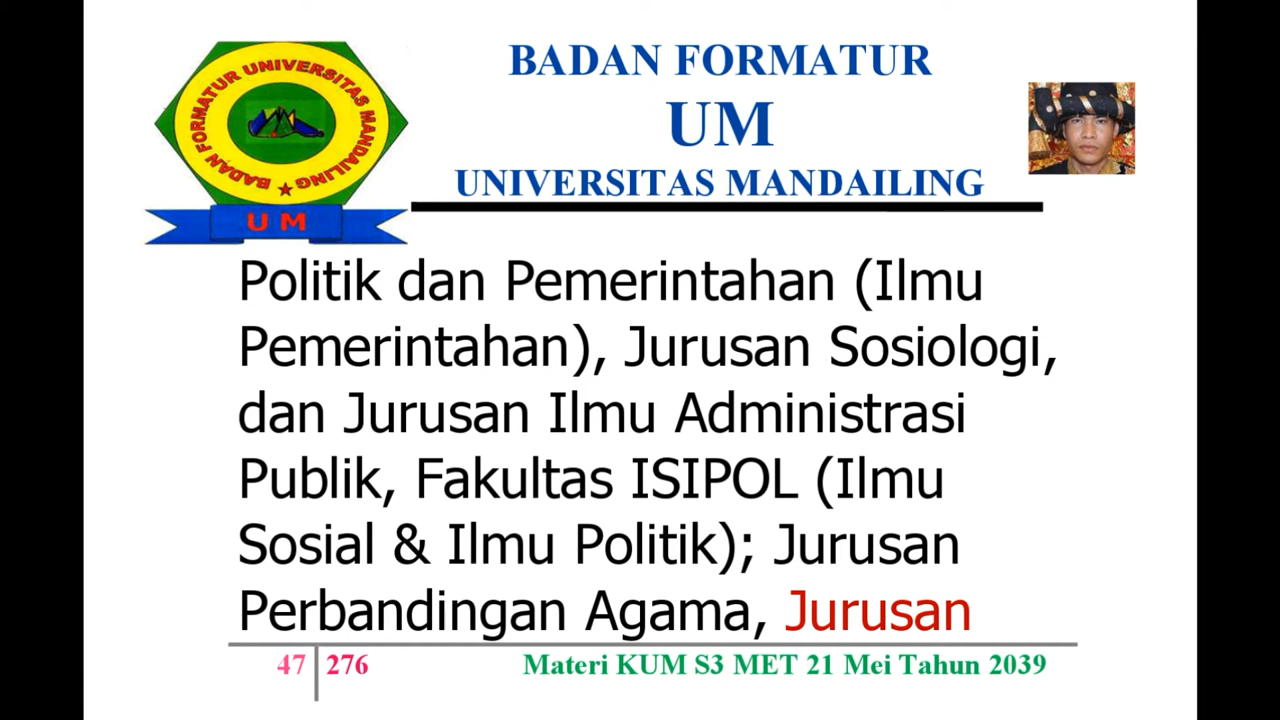 BADAN FORMATUR UNIVERSITAS MANDAILING
U M
BADAN FORMATUR
UM
UNIVERSITAS MANDAILING
Politik dan Pemerintahan (Ilmu
Pemerintahan), Jurusan Sosiologi,
dan Jurusan Ilmu Administrasi
Publik, Fakultas ISIPOL (Ilmu
Sosial & Ilmu Politik); Jurusan
Perbandingan Agama, Jurusan
47 276 Materi KUM S3 MET 21 Mei Tahun 2039